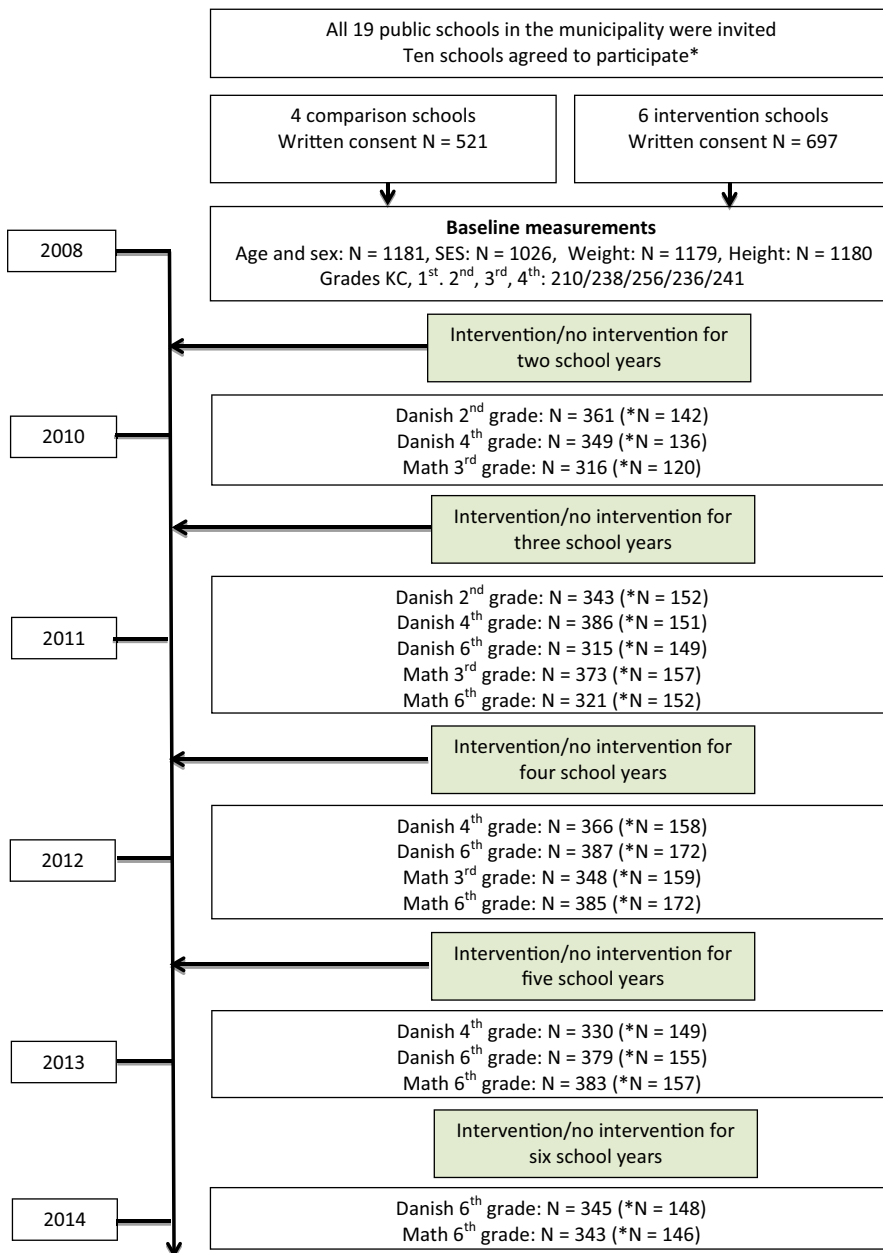 All 19 public schools in the municipality were invited
Ten schools agreed to participate*
4 comparison schools
Written consent N = 521
6 intervention schools
Written consent N = 697
2008
Baseline measurements
Age and sex: N = 1181, SES: N = 1026, Weight: N = 1179, Height: N = 1180
Grades KC, 1st. 2nd, 3rd, 4th: 210/238/256/236/241
Intervention/no intervention for
two school years
2010
Danish 2nd grade: N = 361 (*N = 142)
Danish 4th grade: N = 349 (*N = 136)
Math 3rd grade: N = 316 (*N = 120)
Intervention/no intervention for
three school years
2011
Danish 2nd grade: N = 343 (*N = 152)
Danish 4th grade: N = 386 (*N = 151)
Danish 6th grade: N = 315 (*N = 149)
Math 3rd grade: N = 373 (*N = 157)
Math 6th grade: N = 321 (*N = 152)
Intervention/no intervention for
four school years
2012
Danish 4th grade: N = 366 (*N = 158)
Danish 6th grade: N = 387 (*N = 172)
Math 3rd grade: N = 348 (*N = 159)
Math 6th grade: N = 385 (*N = 172)
Intervention/no intervention for
five school years
2013
Danish 4th grade: N = 330 (*N = 149)
Danish 6th grade: N = 379 (*N = 155)
Math 6th grade: N = 383 (*N = 157)
Intervention/no intervention for
six school years
2014
Danish 6th grade: N = 345 (*N = 148)
Math 6th grade: N = 343 (*N = 146)